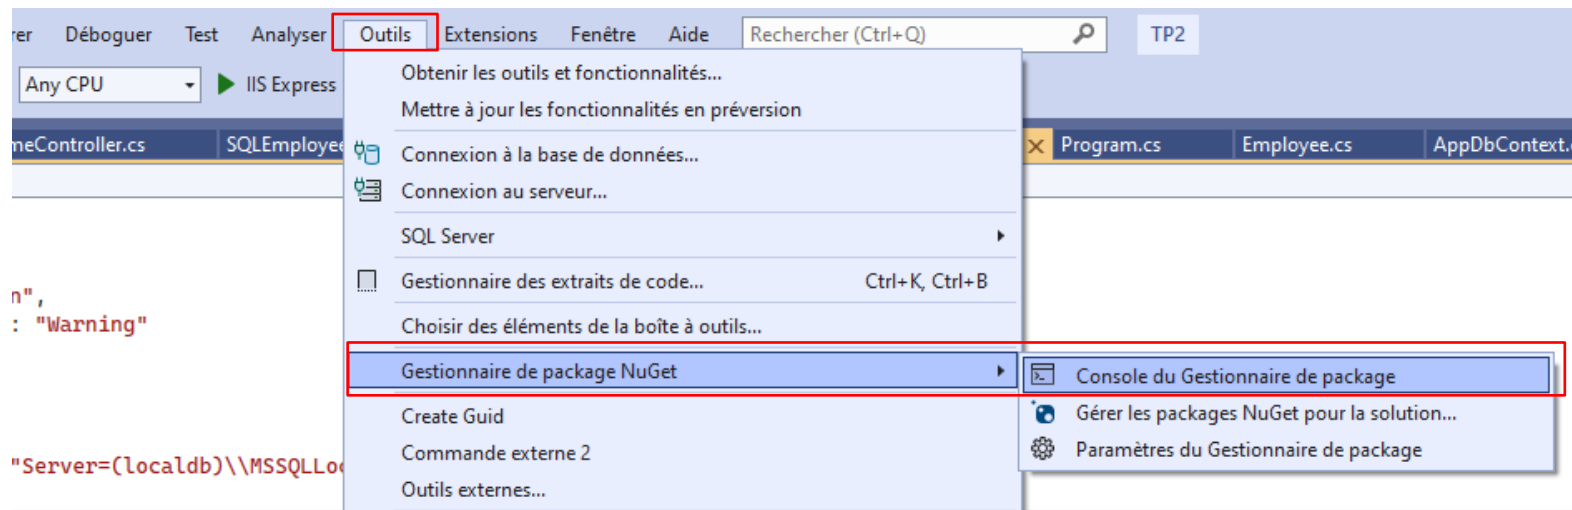 rer Déboguer Test Analyser Outils Extensions Fenêtre Aide Rechercher (Ctrl+Q) TP2
Any CPU IIS Express
meController.cs SQLEmployee Program.cs Employee.cs AppDbContext.c
Obtenir les outils et fonctionnalités...
Mettre à jour les fonctionnalités en préversion
Connexion à la base de données...
Connexion au serveur...
SQL Server
Gestionnaire des extraits de code... Ctrl+K, Ctrl+B
Choisir des éléments de la boîte à outils...
Gestionnaire de package NuGet
Create Guid
Commande externe 2
Outils externes...
Console du Gestionnaire de package
Gérer les packages NuGet pour la solution...
Paramètres du Gestionnaire de package
n",
: "Warning"
"Server=(localdb)\\MSSQLLoc